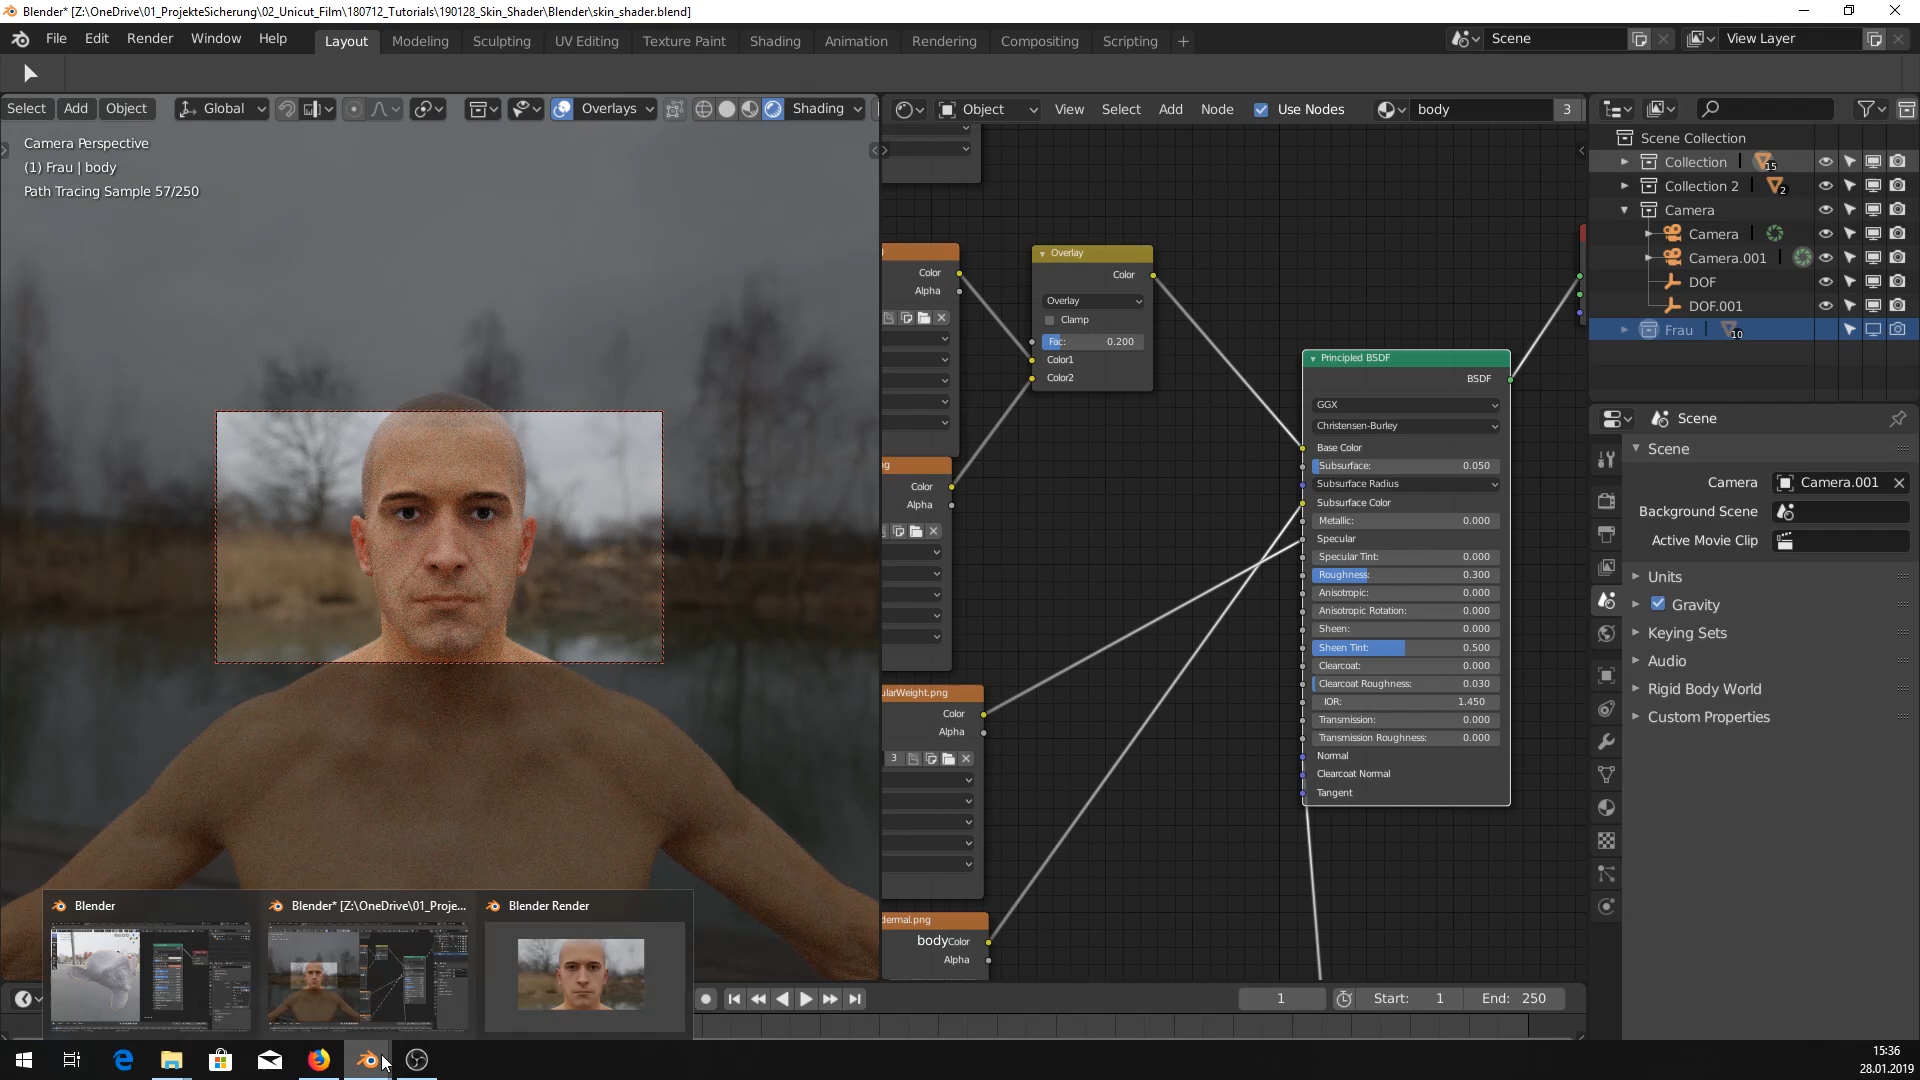 Blender* [Z:\OneDrive\01_ProjekteSicherung\02_Unicut_Film\180712_Tutorials\190128_Skin_Shader\Blender\skin_shader.blend]
File Edit Render Window Help Layout Modeling Sculpting UV Editing Texture Paint Shading Animation Rendering Compositing Scripting Scene View Layer
Select Add Object Global Overlays Shading
Object View Select Add Node Use Nodes body 3
Camera Perspective
(1) Frau | body
Path Tracing Sample 57/250
Color
Alpha
Overlay
Color
Overlay
Clamp
Fac: 0.200
Color1
Color2
Color
Alpha
ularWeight.png
Color
Alpha
3
dermal.png
bodyColor
Alpha
Principled BSDF
BSDF
GGX
Christensen-Burley
Base Color
Subsurface: 0.050
Subsurface Radius
Subsurface Color
Metallic: 0.000
Specular
Specular Tint: 0.000
Roughness: 0.300
Anisotropic: 0.000
Anisotropic Rotation: 0.000
Sheen: 0.000
Sheen Tint: 0.500
Clearcoat: 0.000
Clearcoat Roughness: 0.030
IOR: 1.450
Transmission: 0.000
Transmission Roughness: 0.000
Normal
Clearcoat Normal
Tangent
Scene Collection
Collection 15
Collection 2 2
Camera
Camera
Camera.001
DOF
DOF.001
Frau 10
Scene
Scene
Camera Camera.001
Background Scene
Active Movie Clip
Units
Gravity
Keying Sets
Audio
Rigid Body World
Custom Properties
Blender
Blender* [Z:\OneDrive\01_Proje...
Blender Render
1 Start: 1 End: 250
15:36
28.01.2019